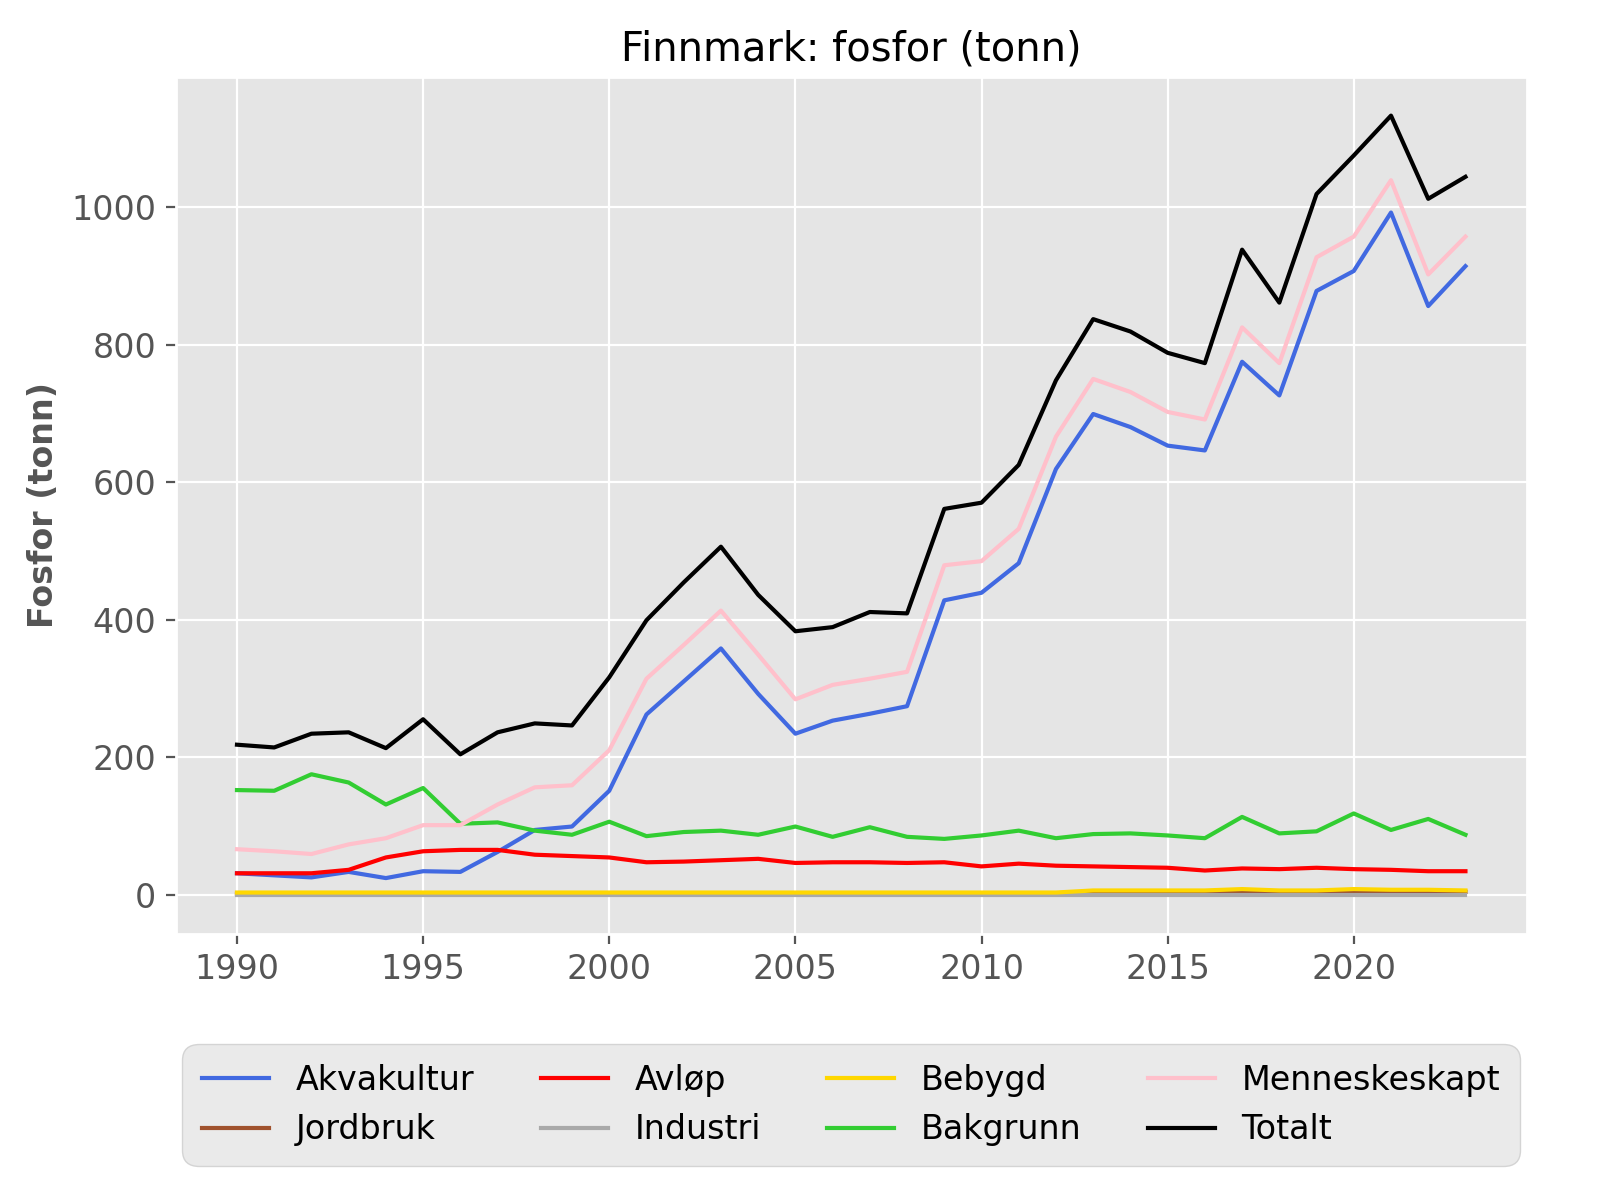 Finnmark: fosfor (tonn)
Fosfor (tonn)
1000
800
600
400
200
0
1990 1995 2000 2005 2010 2015 2020
Akvakultur Avløp Bebygd Menneskeskapt
Jordbruk Industri Bakgrunn Totalt